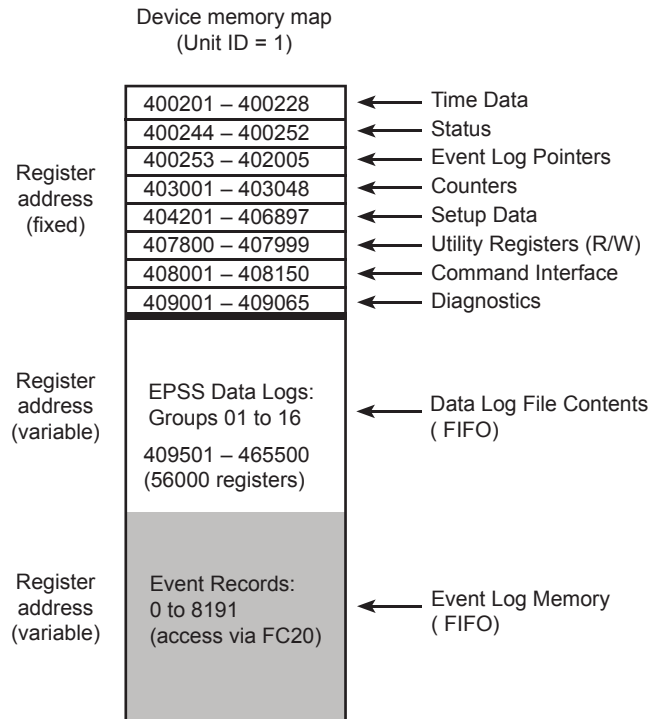 Device memory map
(Unit ID = 1)
400201 – 400228
Time Data
400244 – 400252
Status
400253 – 402005
Event Log Pointers
Register
address
(fixed)
403001 – 403048
Counters
404201 – 406897
Setup Data
407800 – 407999
Utility Registers (R/W)
408001 – 408150
Command Interface
409001 – 409065
Diagnostics
Register
address
(variable)
EPSS Data Logs:
Groups 01 to 16
409501 – 465500
(56000 registers)
Data Log File Contents
( FIFO)
Register
address
(variable)
Event Records:
0 to 8191
(access via FC20)
Event Log Memory
( FIFO)